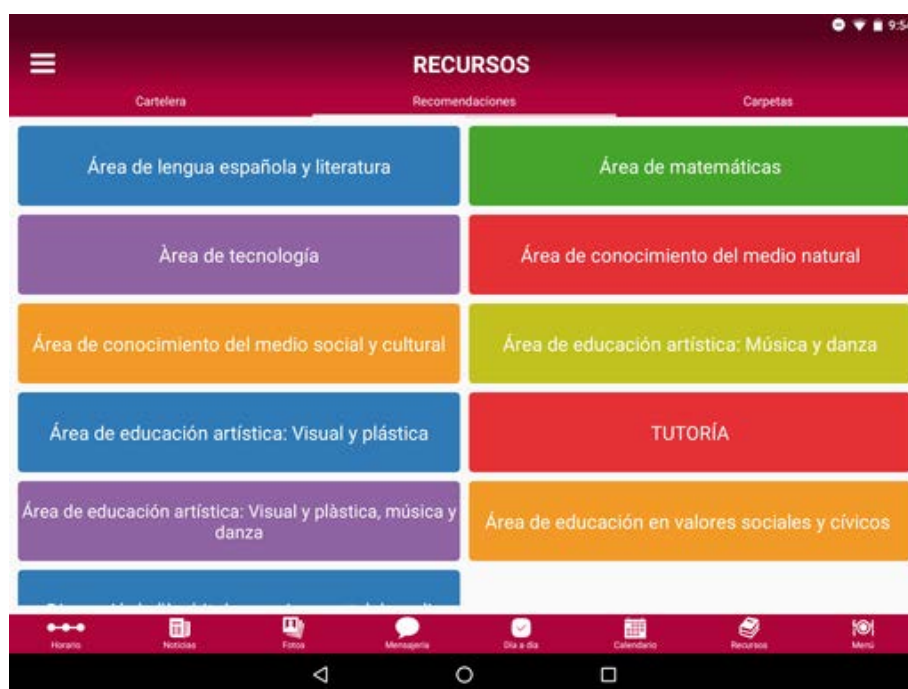 9:54
RECURSOS
Cartelera Recomendaciones Carpetas
Área de lengua española y literatura
Área de matemáticas
Àrea de tecnología
Área de conocimiento del medio natural
Área de conocimiento del medio social y cultural
Área de educación artística: Música y danza
Área de educación artística: Visual y plástica
TUTORÍA
Área de educación artística: Visual y plàstica, música y
danza
Área de educación en valores sociales y cívicos
Horario Noticias Fotos Mensajería Día a día Calendario Recursos Menú